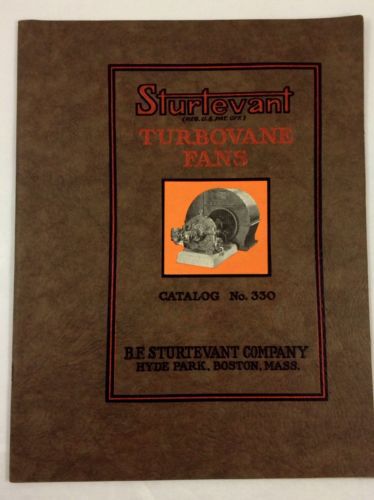 Sturtevant
(REG. U.S. PAT. OFF.)
TURBOVANE
FANS
CATALOG No. 330
B.F. STURTEVANT COMPANY
HYDE PARK, BOSTON, MASS.